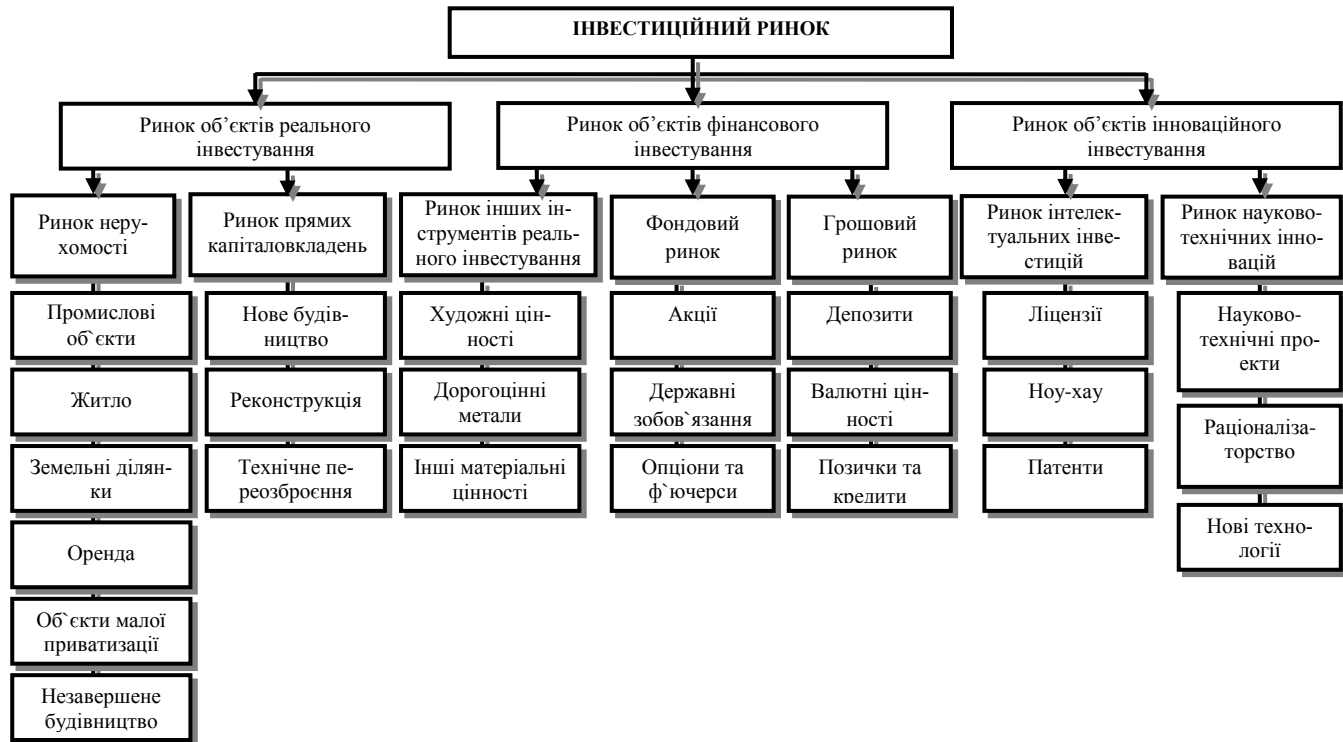 ІНВЕСТИЦІЙНИЙ РИНОК
Ринок об’єктів реального
інвестування
Ринок об’єктів фінансового
інвестування
Ринок об’єктів інноваційного
інвестування
Ринок неру-
хомості
Ринок прямих
капіталовкладень
Ринок інших ін-
струментів реаль-
ного інвестування
Фондовий
ринок
Грошовий
ринок
Ринок інтелек-
туальних інве-
стицій
Ринок науково-
технічних інно-
вацій
Промислові
об`єкти
Житло
Земельні ділян-
ки
Оренда
Об`єкти малої
приватизації
Незавершене
будівництво
Нове будів-
ництво
Реконструкція
Технічне пе-
реозброєння
Художні цін-
ності
Дорогоцінні
метали
Інші матеріальні
цінності
Акції
Державні
зобов`язання
Опціони та
ф`ючерси
Депозити
Валютні цін-
ності
Позички та
кредити
Ліцензії
Ноу-хау
Патенти
Науково-
технічні про-
екти
Раціоналіза-
торство
Нові техно-
логії